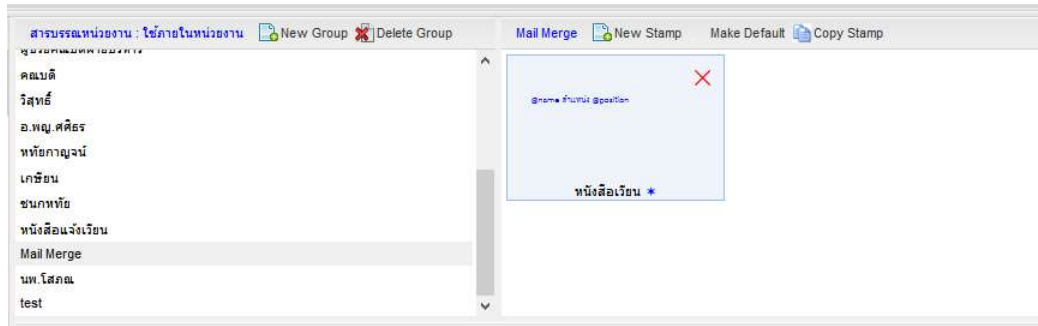 สารบรรณหน่วยงาน : ใช้ภายในหน่วยงาน New Group Delete Group
คณบดี
วิสุทธิ์
อ.พญ.ศศิธร
หทัยกาญจน์
เกษียน
ชนกหทัย
หนังสือแจ้งเวียน
Mail Merge
นพ.โสภณ
test
Mail Merge New Stamp Make Default Copy Stamp
@name ตำแหน่ง @position
หนังสือเวียน *